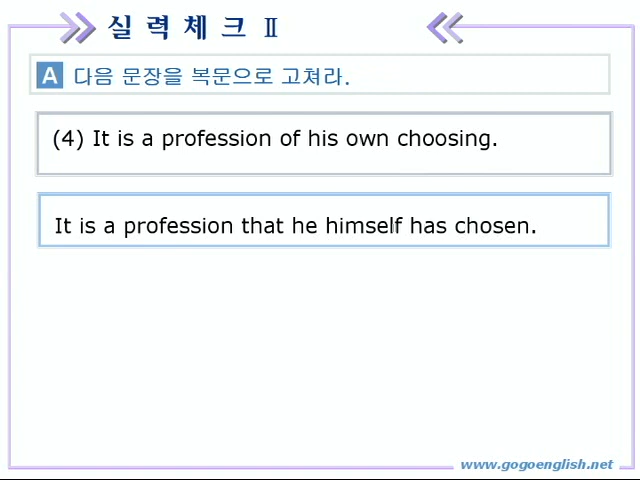 실 력 체 크 Ⅱ
A 다음 문장을 복문으로 고쳐라.
(4) It is a profession of his own choosing.
It is a profession that he himself has chosen.
www.gogoenglish.net